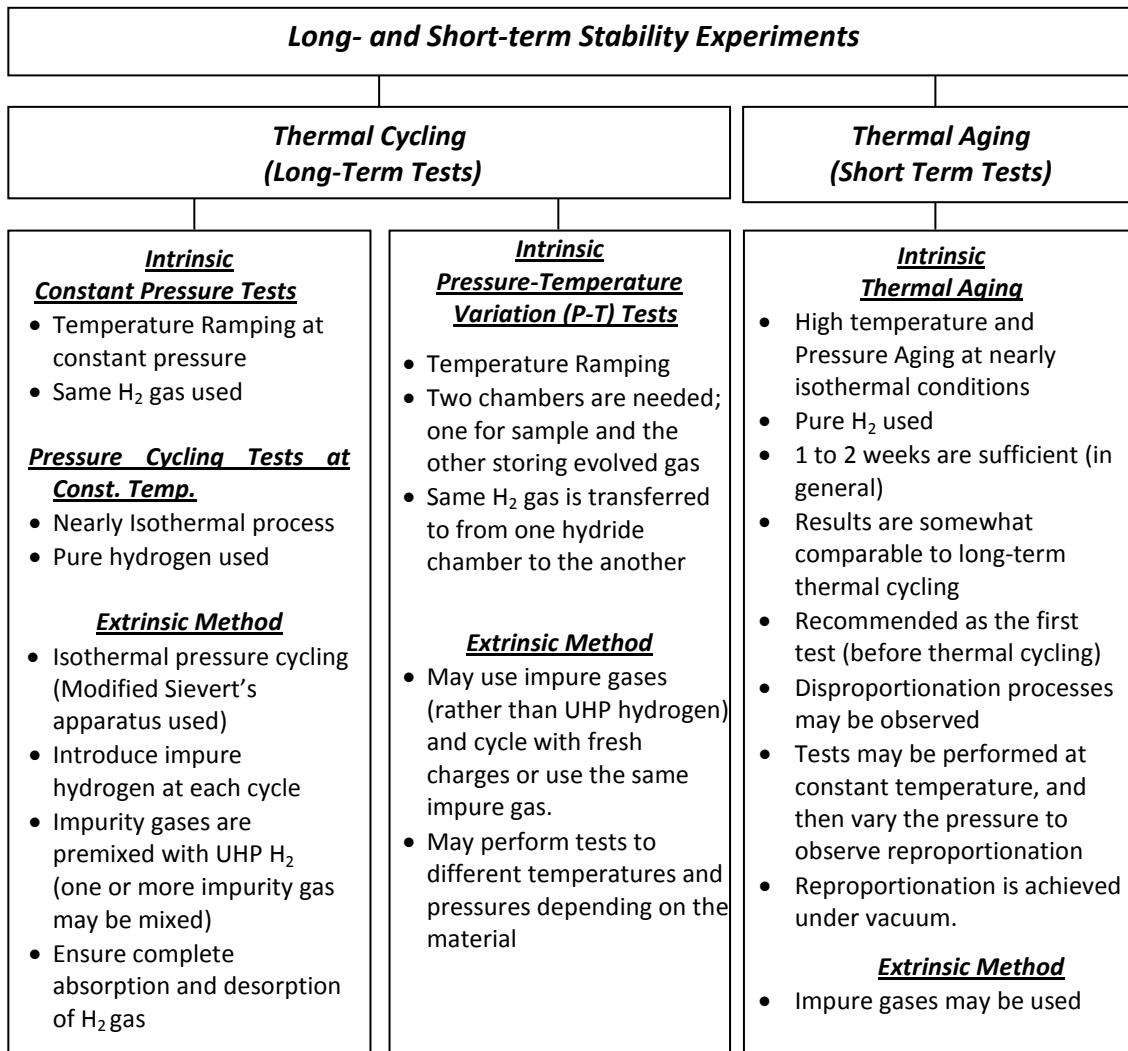 Long- and Short-term Stability Experiments
Thermal Cycling
(Long-Term Tests)
Thermal Aging
(Short Term Tests)
Intrinsic
Constant Pressure Tests
• Temperature Ramping at
constant pressure
• Same H₂ gas used
Pressure Cycling Tests at
Const. Temp.
• Nearly Isothermal process
• Pure hydrogen used
Extrinsic Method
• Isothermal pressure cycling
(Modified Sievert’s
apparatus used)
• Introduce impure
hydrogen at each cycle
• Impurity gases are
premixed with UHP H₂
(one or more impurity gas
may be mixed)
• Ensure complete
absorption and desorption
of H₂ gas
Intrinsic
Pressure-Temperature
Variation (P-T) Tests
• Temperature Ramping
• Two chambers are needed;
one for sample and the
other storing evolved gas
• Same H₂ gas is transferred
to from one hydride
chamber to the another
Extrinsic Method
• May use impure gases
(rather than UHP hydrogen)
and cycle with fresh
charges or use the same
impure gas.
• May perform tests to
different temperatures and
pressures depending on the
material
Intrinsic
Thermal Aging
• High temperature and
Pressure Aging at nearly
isothermal conditions
• Pure H₂ used
• 1 to 2 weeks are sufficient (in
general)
• Results are somewhat
comparable to long-term
thermal cycling
• Recommended as the first
test (before thermal cycling)
• Disproportionation processes
may be observed
• Tests may be performed at
constant temperature, and
then vary the pressure to
observe reproportionation
• Reproportionation is achieved
under vacuum.
Extrinsic Method
• Impure gases may be used